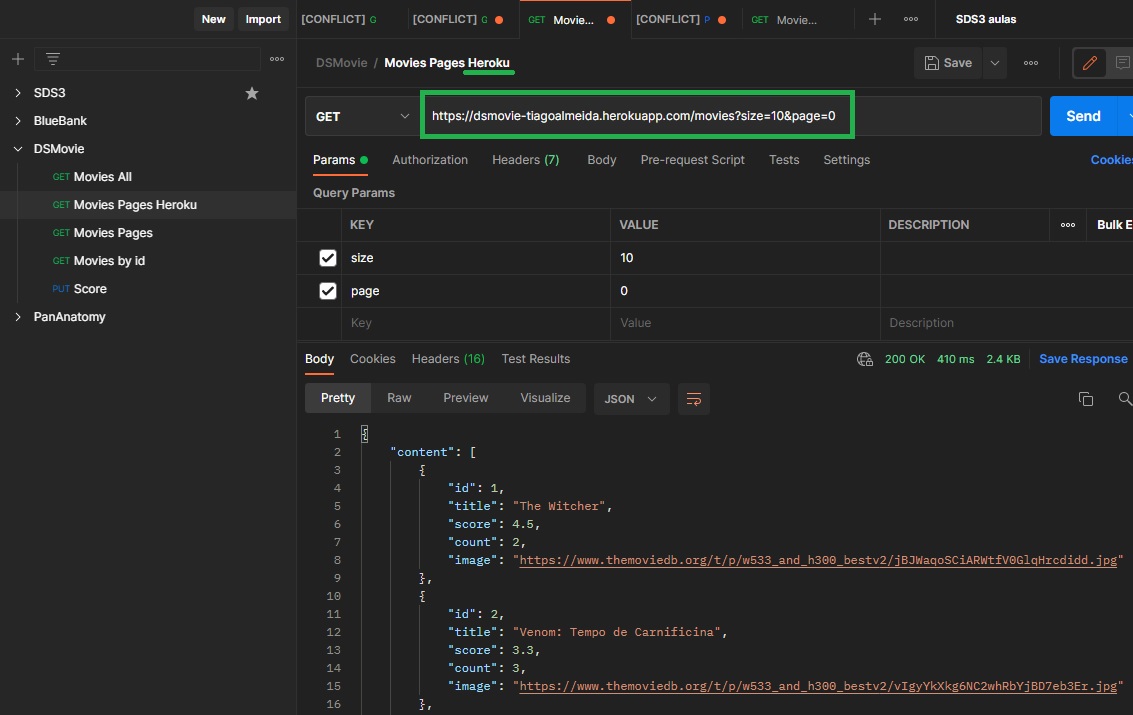 New Import [CONFLICT] G [CONFLICT] G GET Movie... [CONFLICT] P GET Movie... SDS3 aulas
DSMovie / Movies Pages Heroku Save
SDS3
BlueBank
DSMovie
GET Movies All
GET Movies Pages Heroku
GET Movies Pages
GET Movies by id
PUT Score
PanAnatomy
GET https://dsmovie-tiagoalmeida.herokuapp.com/movies?size=10&page=0 Send
Params Authorization Headers (7) Body Pre-request Script Tests Settings Cookies
Query Params
KEY VALUE DESCRIPTION Bulk E
size 10
page 0
Key Value Description
Body Cookies Headers (16) Test Results 200 OK 410 ms 2.4 KB Save Response
Pretty Raw Preview Visualize JSON
1 {
2 "content": [
3 {
4 "id": 1,
5 "title": "The Witcher",
6 "score": 4.5,
7 "count": 2,
8 "image": "https://www.themoviedb.org/t/p/w533_and_h300_bestv2/jBJWaqoSCiARWtfV0GlqHrcdidd.jpg"
9 },
10 {
11 "id": 2,
12 "title": "Venom: Tempo de Carnificina",
13 "score": 3.3,
14 "count": 3,
15 "image": "https://www.themoviedb.org/t/p/w533_and_h300_bestv2/vIgyYkXkg6NC2whRbYjBD7eb3Er.jpg"
16 },